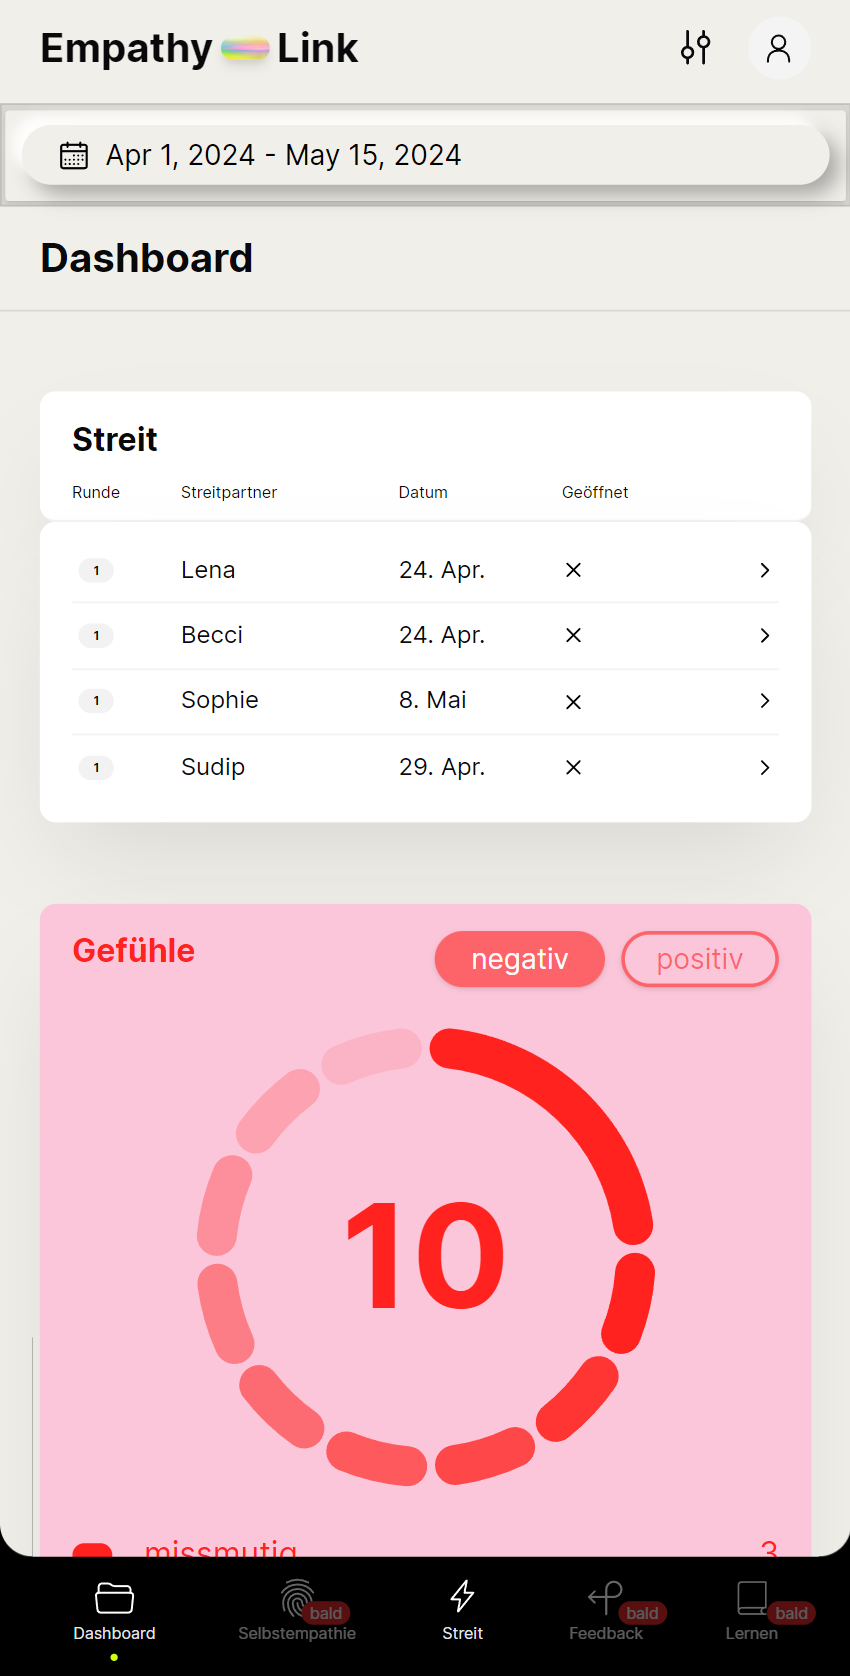 Empathy Link
Apr 1, 2024 - May 15, 2024
Dashboard
Streit
Runde Streitpartner Datum Geöffnet
1 Lena 24. Apr.
1 Becci 24. Apr.
1 Sophie 8. Mai
1 Sudip 29. Apr.
Gefühle negativ positiv
10
missmutig 3
bald bald bald
Dashboard Selbstempathie Streit Feedback Lernen